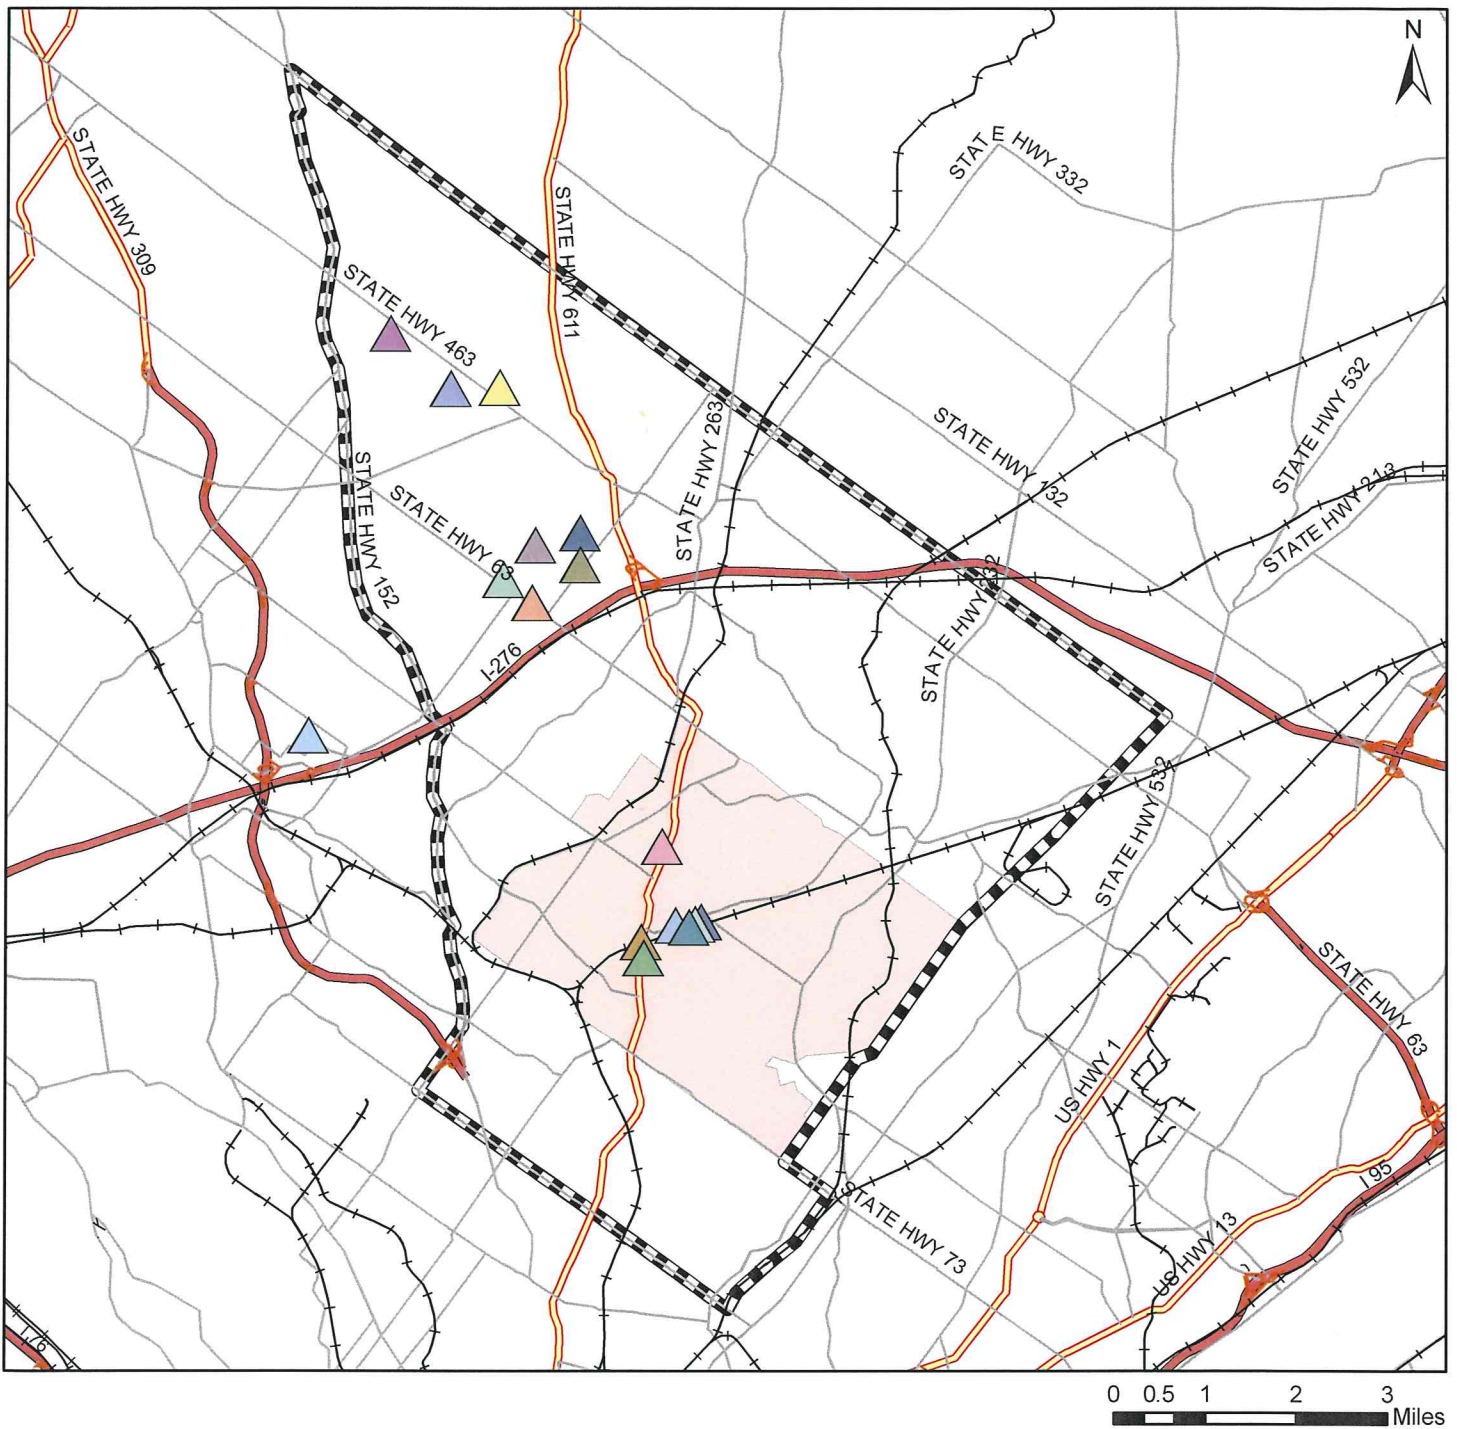 N
STATE HWY 332
STATE HWY 309
STATE HWY 611
STATE HWY 463
STATE HWY 532
STATE HWY 263
STATE HWY 132
STATE HWY 213
STATE HWY 152
STATE HWY 63
STATE HWY 232
I-276
STATE HWY 532
STATE HWY 63
US HWY 1
I 95
STATE HWY 73
US HWY 13
I 76
0 0.5 1 2 3
Miles